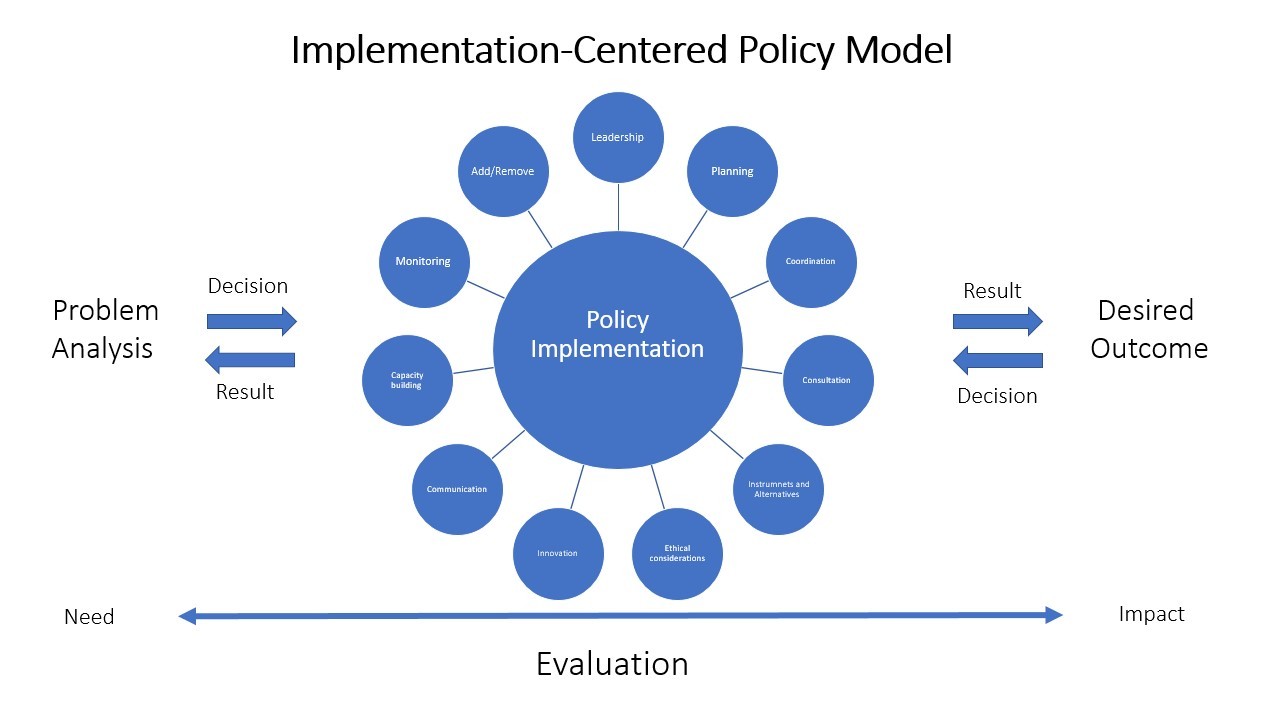 Implementation-Centered Policy Model
Leadership
Add/Remove
Planning
Monitoring
Coordination
Decision
Problem
Analysis
Result
Policy
Implementation
Result
Desired
Outcome
Decision
Capacity
building
Consultation
Communication
Instrumnets and
Alternatives
Innovation
Ethical
considerations
Need
Impact
Evaluation